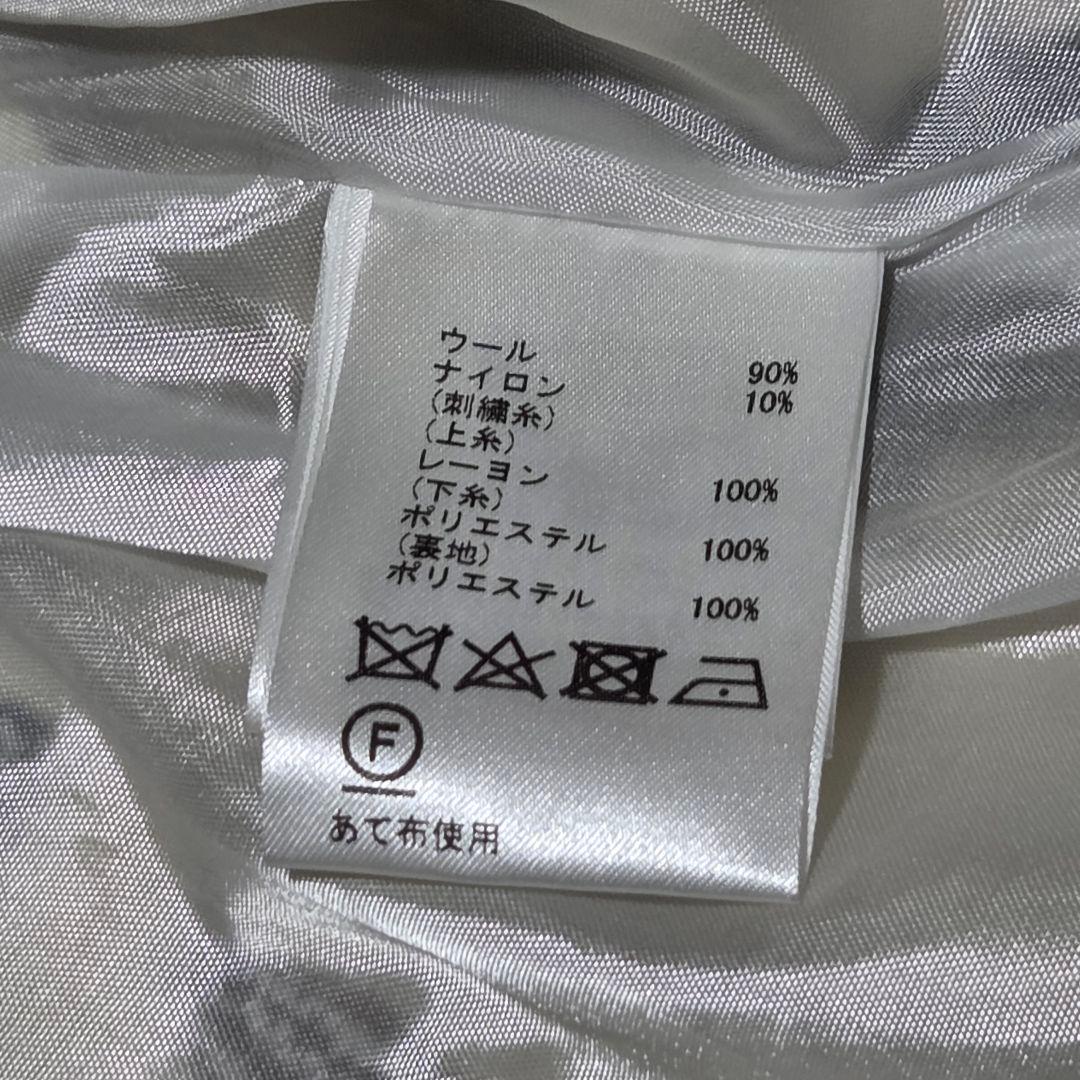 ウール 90%
ナイロン 10%
(刺繍糸)
(上糸)
レーヨン 100%
(下糸)
ポリエステル 100%
(裏地)
ポリエステル 100%
F
あて布使用